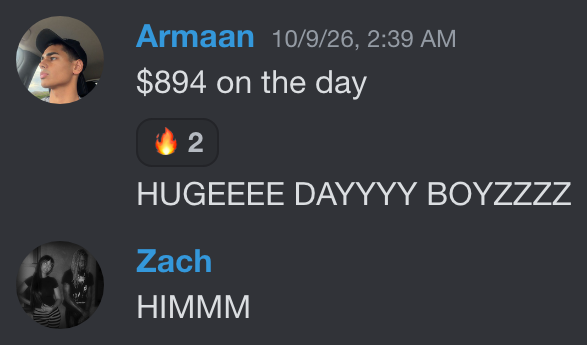 Armaan 10/9/26, 2:39 AM
$894 on the day
🔥 2
HUGEEEE DAYYYY BOYZZZZ
Zach
HIMMM